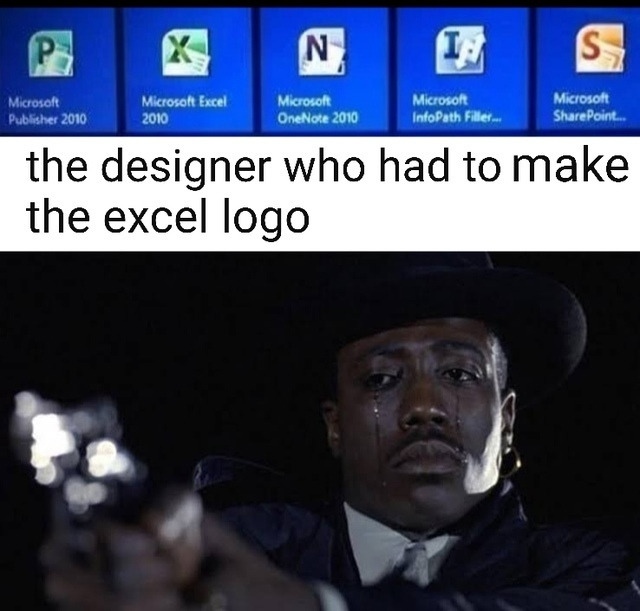 P
X
N
I
S
Microsoft
Publisher 2010
Microsoft Excel
2010
Microsoft
OneNote 2010
Microsoft
InfoPath Filler...
Microsoft
SharePoint...
the designer who had to make
the excel logo